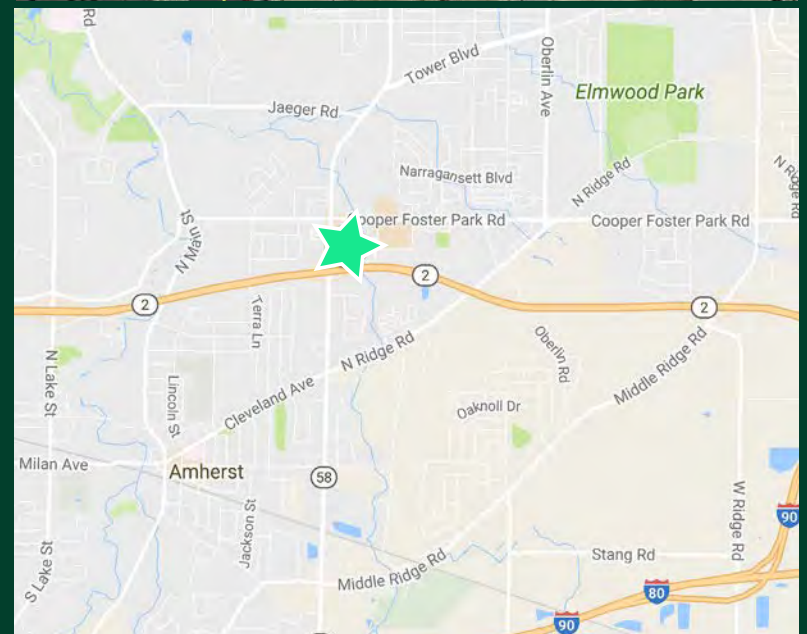 Rd
Tower Blvd
Oberlin Ave
Elmwood Park
Jaeger Rd
Narragansett Blvd
N Ridge Rd
N Ridge Rd
Cooper Foster Park Rd
Cooper Foster Park Rd
N Main St
2
2
2
Terra Ln
N Ridge Rd
Oberlin Rd
Middle Ridge Rd
N Lake St
Lincoln St
Cleveland Ave
Oaknoll Dr
Milan Ave
Amherst
58
Jackson St
W Ridge Rd
90
S Lake St
Middle Ridge Rd
Stang Rd
80
90